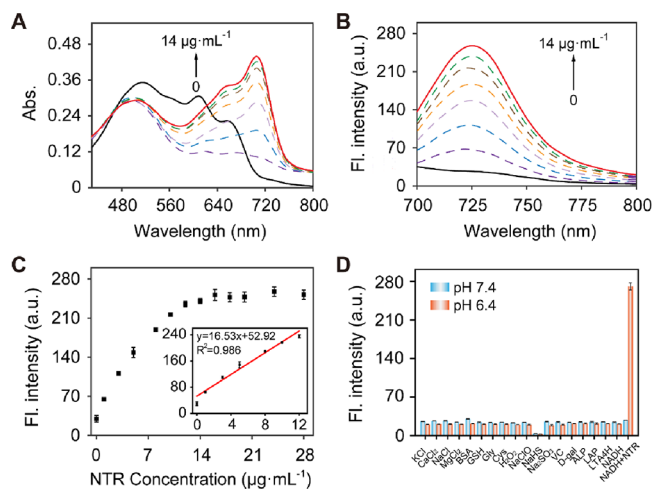 A
14 μg·mL-1
0
Abs.
0.48
0.36
0.24
0.12
0
480 560 640 720 800
Wavelength (nm)
B
14 μg·mL-1
0
Fl. intensity (a.u.)
280
210
140
70
0
700 725 750 775 800
Wavelength (nm)
C
Fl. intensity (a.u.)
280
210
140
70
0
y=16.53x+52.92
R2=0.986
240
160
80
0
0 4 8 12
0 7 14 21 28
NTR Concentration (μg·mL-1)
D
pH 7.4
pH 6.4
Fl. intensity (a.u.)
280
210
140
70
0
KCl
CaCl2
NaCl
MgCl2
BSA
GSH
Gly
Cys
H2O2
NaClO
NaHS
Na2SO3
VC
D-gal
ALP
LAP
LTA4H
NADH
NADH+NTR